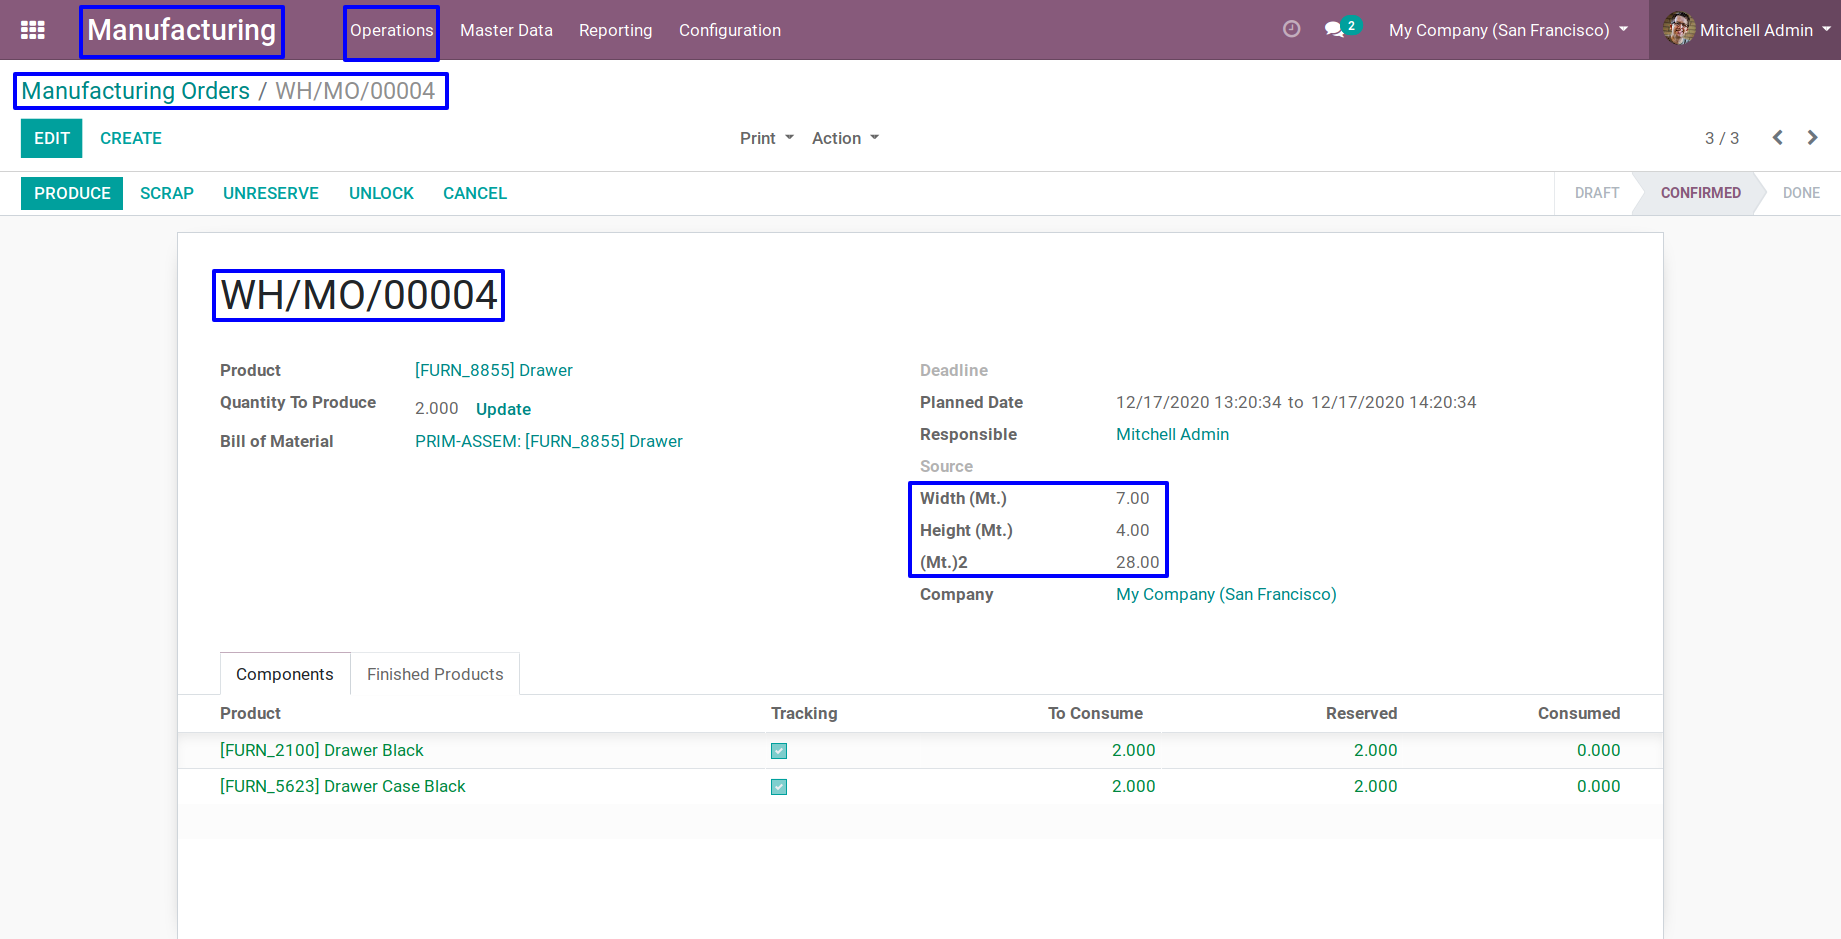 Manufacturing Operations Master Data Reporting Configuration 2 My Company (San Francisco) Mitchell Admin
Manufacturing Orders / WH/MO/00004
EDIT CREATE Print Action 3 / 3
PRODUCE SCRAP UNRESERVE UNLOCK CANCEL DRAFT CONFIRMED DONE
WH/MO/00004
Product [FURN_8855] Drawer
Quantity To Produce 2.000 Update
Bill of Material PRIM-ASSEM: [FURN_8855] Drawer
Deadline
Planned Date 12/17/2020 13:20:34 to 12/17/2020 14:20:34
Responsible Mitchell Admin
Source
Width (Mt.) 7.00
Height (Mt.) 4.00
(Mt.)2 28.00
Company My Company (San Francisco)
Components Finished Products
Product Tracking To Consume Reserved Consumed
[FURN_2100] Drawer Black 2.000 2.000 0.000
[FURN_5623] Drawer Case Black 2.000 2.000 0.000